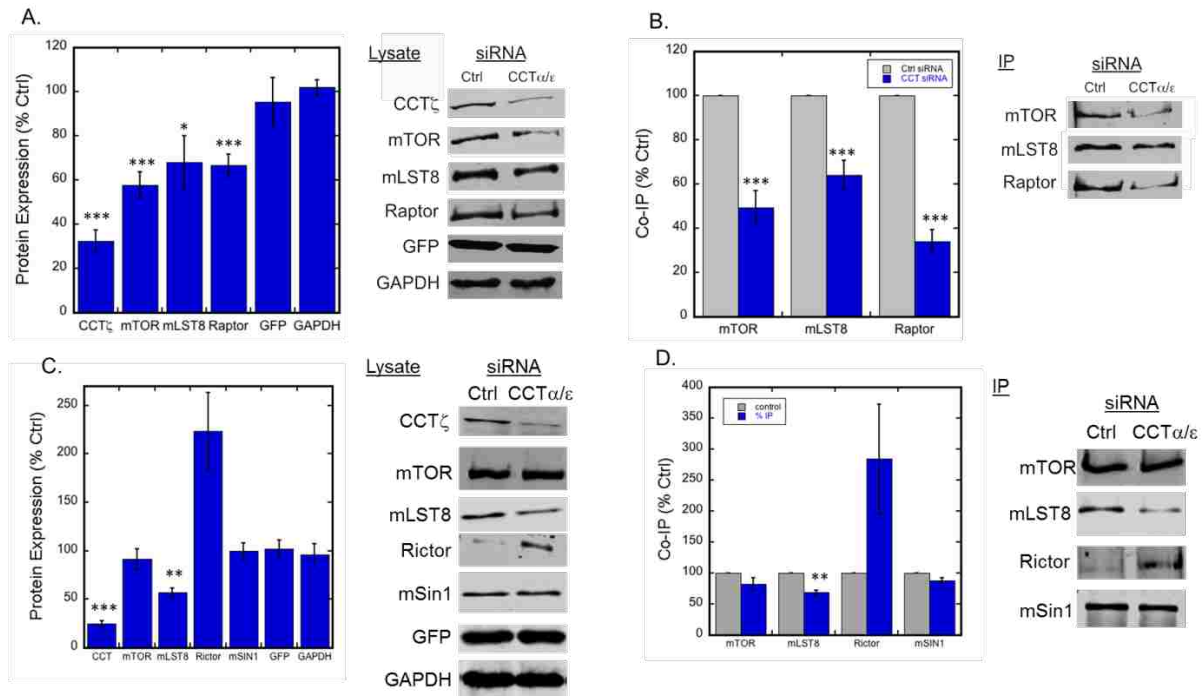 A.
Protein Expression (% Ctrl)
120
100
80
60
40
20
0
***
***
*
***
CCTζ mTOR mLST8 Raptor GFP GAPDH
Lysate siRNA
Ctrl CCTα/ε
CCTζ
mTOR
mLST8
Raptor
GFP
GAPDH
B.
Co-IP (% Ctrl)
120
100
80
60
40
20
0
Ctrl siRNA
CCT siRNA
***
***
***
mTOR mLST8 Raptor
IP siRNA
Ctrl CCTα/ε
mTOR
mLST8
Raptor
C.
Protein Expression (% Ctrl)
250
200
150
100
50
0
***
**
CCT mTOR mLST8 Rictor mSIN1 GFP GAPDH
Lysate siRNA
Ctrl CCTα/ε
CCTζ
mTOR
mLST8
Rictor
mSin1
GFP
GAPDH
D.
Co-IP (% Ctrl)
400
350
300
250
200
150
100
50
0
control
% IP
**
mTOR mLST8 Rictor mSIN1
IP
siRNA
Ctrl CCTα/ε
mTOR
mLST8
Rictor
mSin1